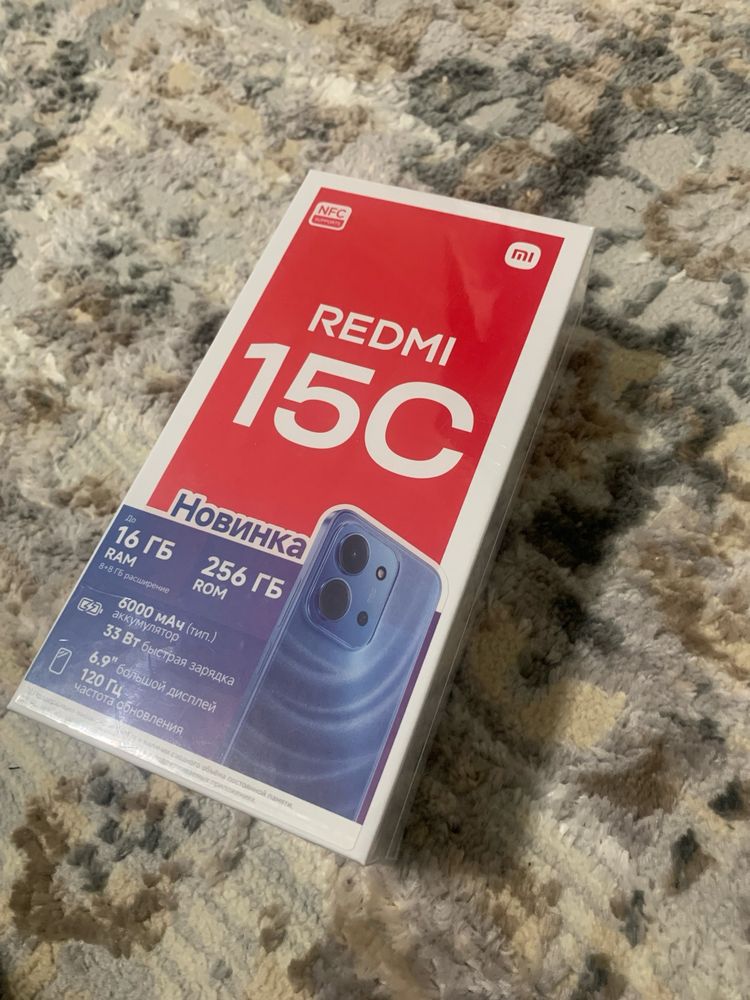 NFC
SUPPORTS
mi
REDMI
15C
Новинка
До
16 ГБ
RAM
8+8 ГБ расширение
256 ГБ
ROM
6000 мАч (тип.)
аккумулятор
33 Вт быстрая зарядка
6.9" большой дисплей
120 Гц -
частота обновления